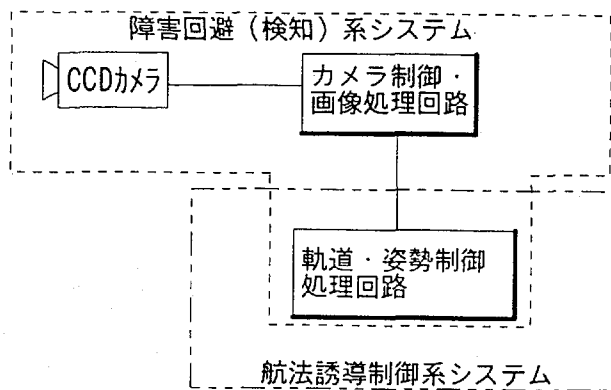 障害回避（検知）系システム
CCDカメラ
カメラ制御・
画像処理回路
軌道・姿勢制御
処理回路
航法誘導制御系システム